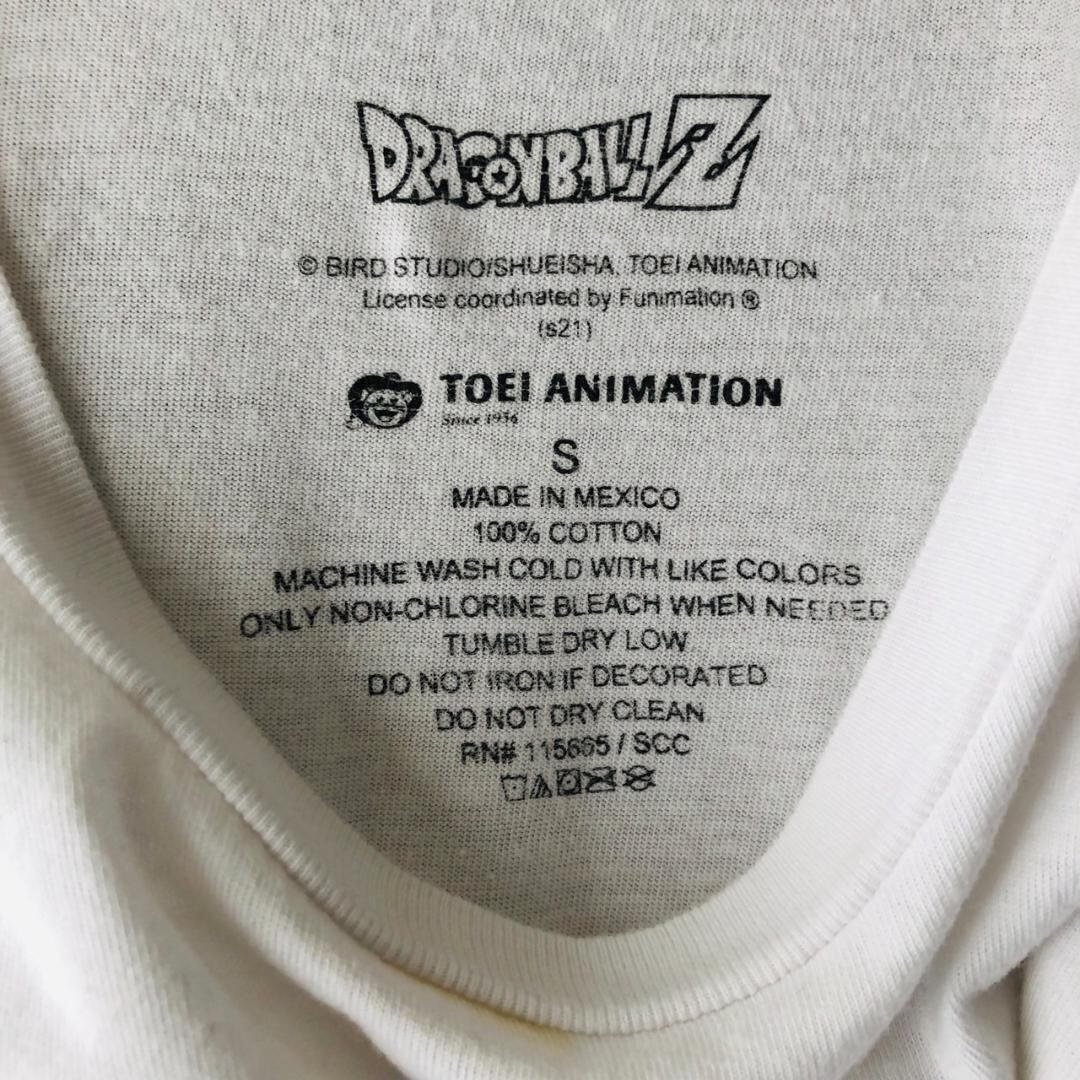 DRAGONBALL Z
© BIRD STUDIO/SHUEISHA, TOEI ANIMATION
License coordinated by Funimation ®
(s21)
TOEI ANIMATION
Since 1956
S
MADE IN MEXICO
100% COTTON
MACHINE WASH COLD WITH LIKE COLORS
ONLY NON-CHLORINE BLEACH WHEN NEEDED
TUMBLE DRY LOW
DO NOT IRON IF DECORATED
DO NOT DRY CLEAN
RN# 115665 / SCC